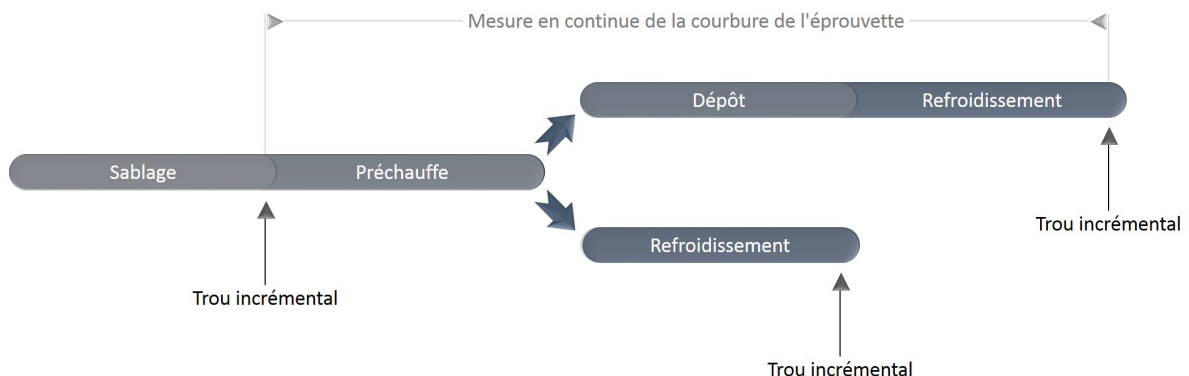 Mesure en continue de la courbure de l'éprouvette
Dépôt
Refroidissement
Sablage
Préchauffe
Trou incrémental
Refroidissement
Trou incrémental
Trou incrémental